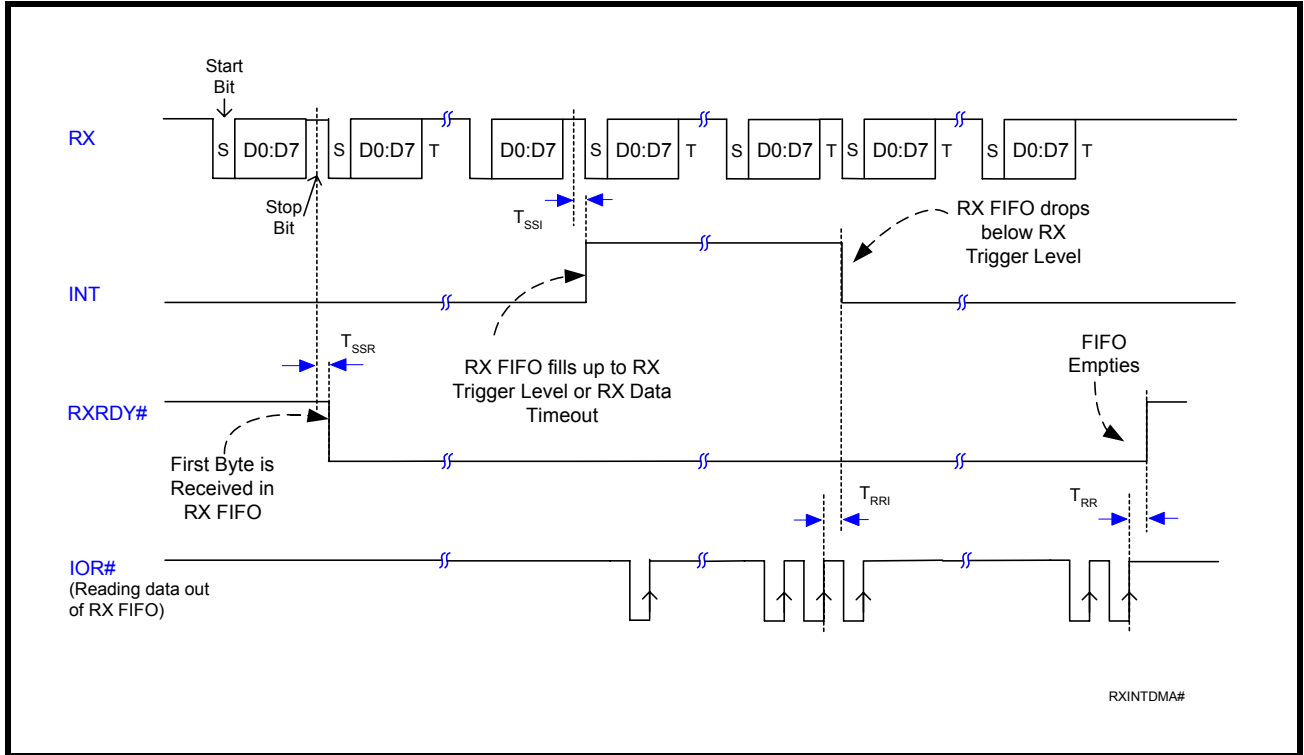 Start
Bit
RX
S D0:D7 S D0:D7 T D0:D7 S D0:D7 T S D0:D7 T S D0:D7 T S D0:D7 T
Stop
Bit
TSSI
RX FIFO drops
below RX
Trigger Level
INT
TSSR
RX FIFO fills up to RX
Trigger Level or RX Data
Timeout
FIFO
Empties
RXRDY#
First Byte is
Received in
RX FIFO
TRRI
TRR
IOR#
(Reading data out
of RX FIFO)
RXINTDMA#